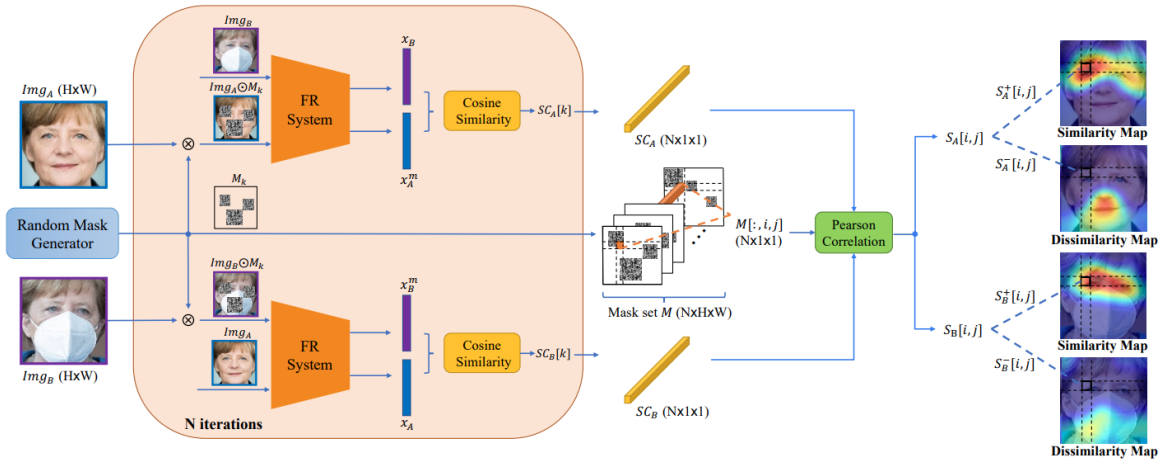 Img_A (HxW)
Random Mask
Generator
Img_B (HxW)
Img_B
Img_A⊙M_k
FR
System
x_B
x_A^m
Cosine
Similarity
SC_A[k]
M_k
Img_B⊙M_k
Img_A
FR
System
x_B^m
x_A
Cosine
Similarity
SC_B[k]
N iterations
SC_A (Nx1x1)
M[:, i, j]
(Nx1x1)
Mask set M (NxHxW)
SC_B (Nx1x1)
Pearson
Correlation
S_A[i, j]
S_A^+[i, j]
Similarity Map
S_A^-[i, j]
Dissimilarity Map
S_B[i, j]
S_B^+[i, j]
Similarity Map
S_B^-[i, j]
Dissimilarity Map